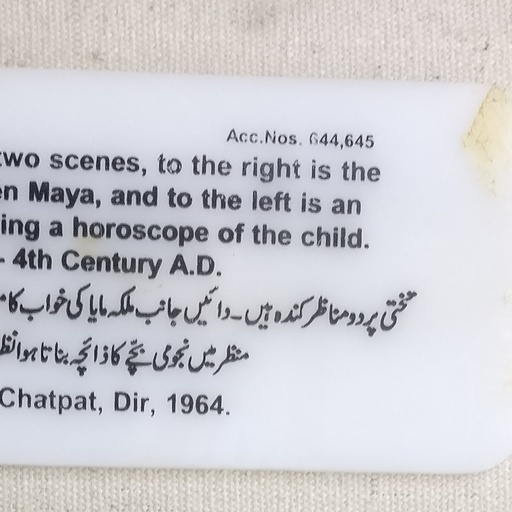 Acc.Nos. 644,645
two scenes, to the right is the
en Maya, and to the left is an
ing a horoscope of the child.
- 4th Century A.D.
تختی پر دو مناظر کندہ ہیں۔ دائیں جانب ملکہ مایا کی خواب کا
منظر میں نجومی بچے کا زائچہ بناتا ہوا
Chatpat, Dir, 1964.